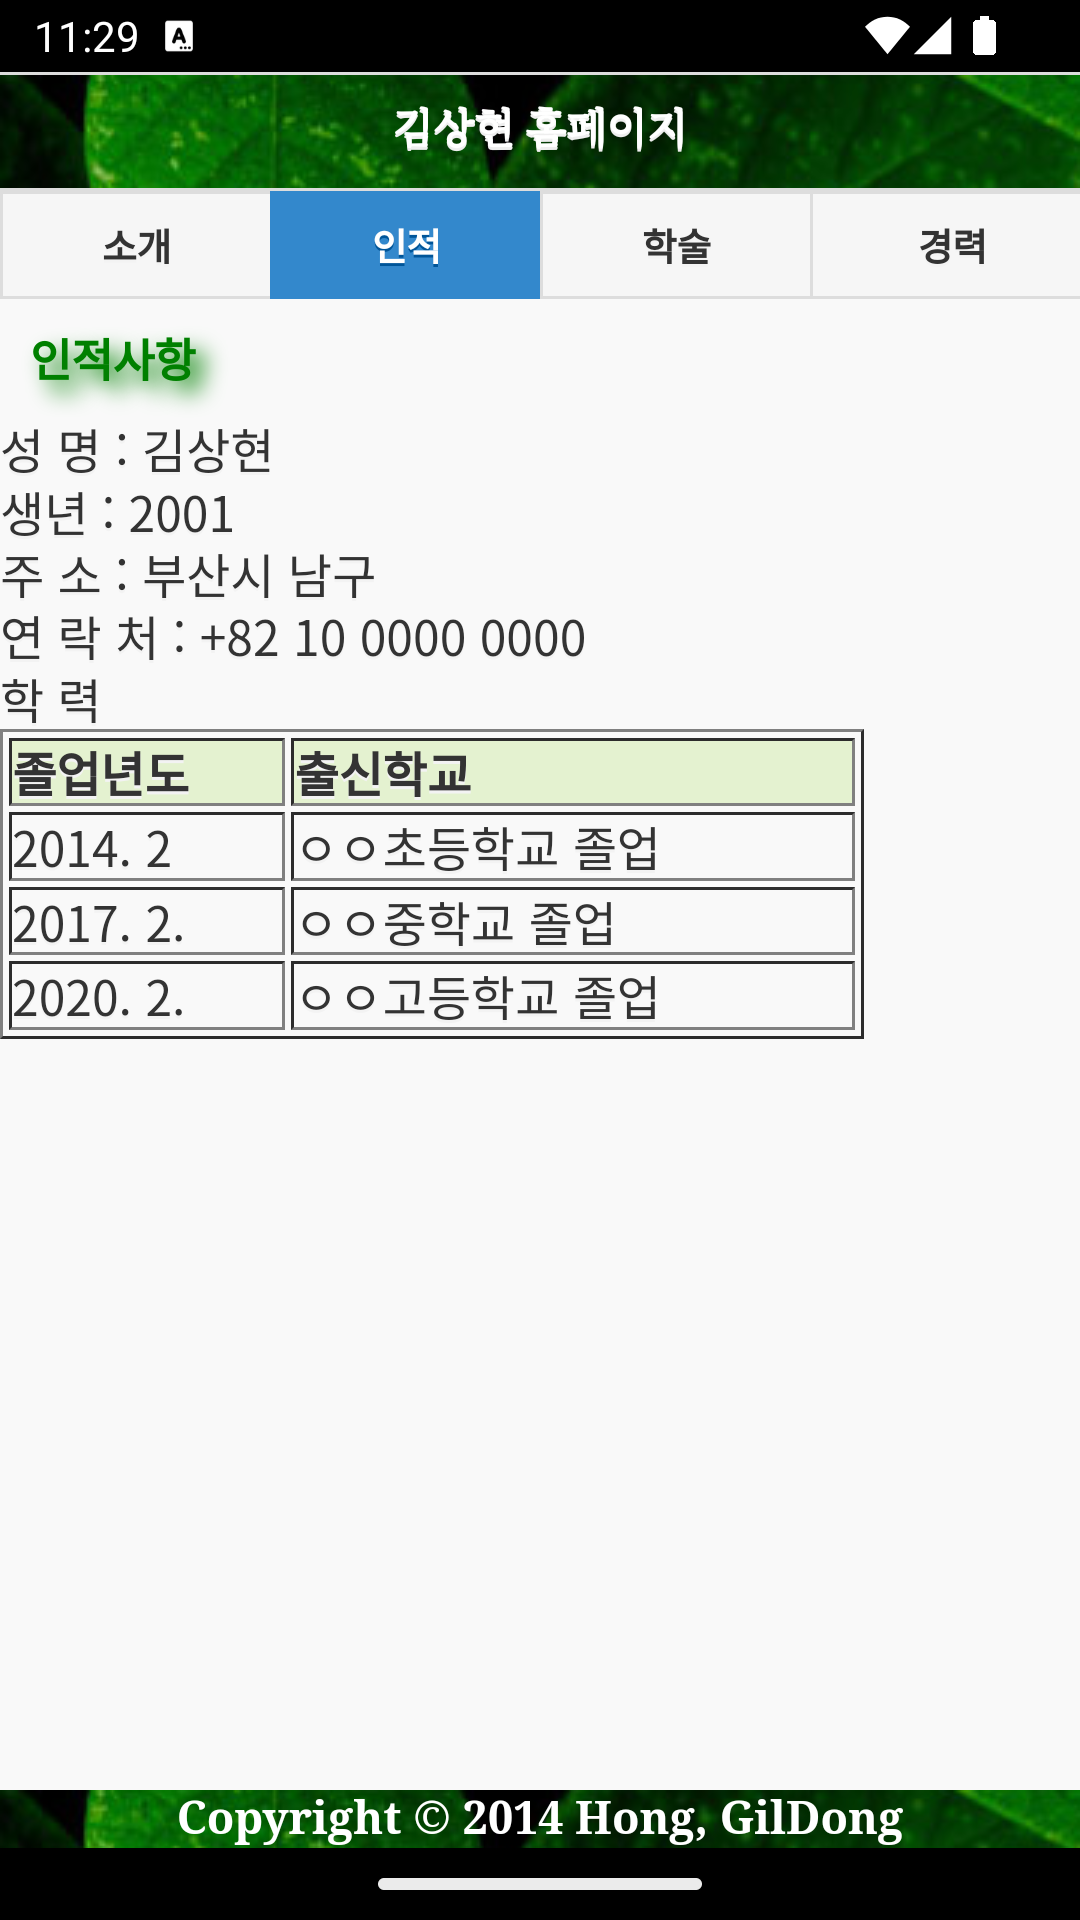 11:29
김상현 홈페이지
소개 인적 학술 경력
인적사항
성 명 : 김상현
생년 : 2001
주 소 : 부산시 남구
연 락 처 : +82 10 0000 0000
학 력
졸업년도 출신학교
2014. 2 ㅇㅇ초등학교 졸업
2017. 2. ㅇㅇ중학교 졸업
2020. 2. ㅇㅇ고등학교 졸업
Copyright © 2014 Hong, GilDong